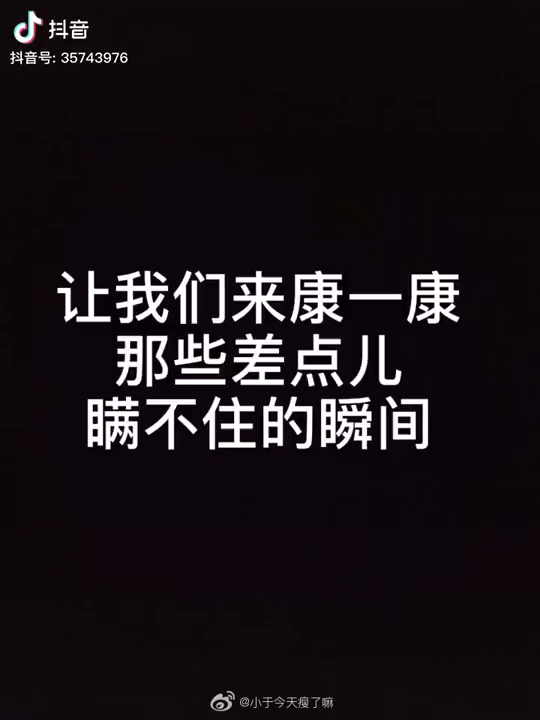 抖音
抖音号: 35743976
让我们来康一康
那些差点儿
瞒不住的瞬间
@小于今天瘦了嘛